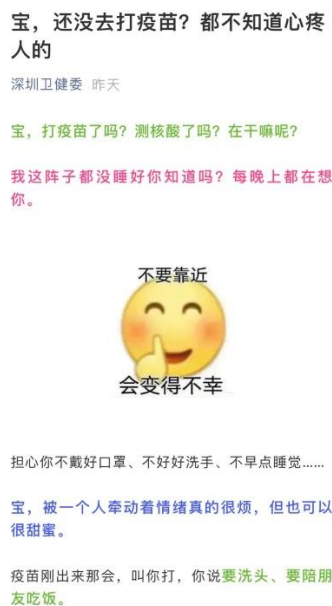 宝，还没去打疫苗？都不知道心疼
人的
深圳卫健委 昨天
宝，打疫苗了吗？测核酸了吗？在干嘛呢？
我这阵子都没睡好你知道吗？每晚上都在想
你。
不要靠近
会变得不幸
担心你不戴好口罩、不好好洗手、不早点睡觉……
宝，被一个人牵动着情绪真的很烦，但也可以
很甜蜜。
疫苗刚出来那会，叫你打，你说要洗头、要陪朋
友吃饭。